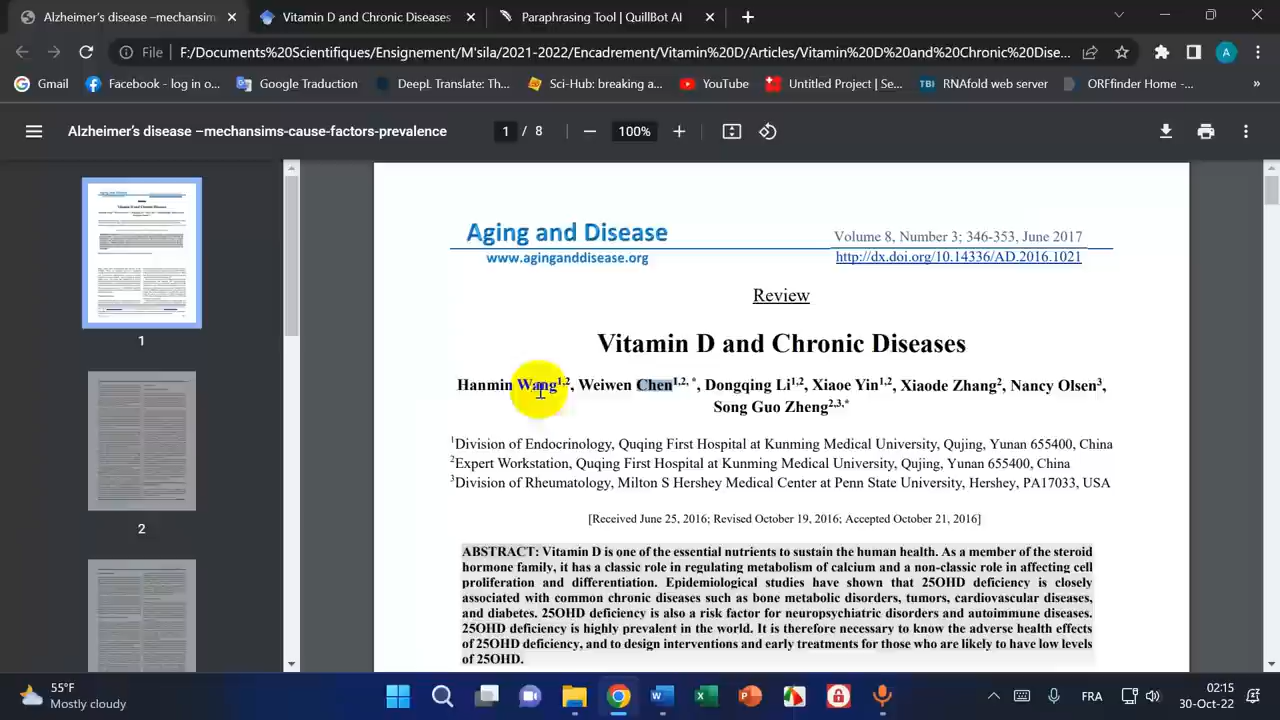 Alzheimer's disease –mechansims-
Vitamin D and Chronic Diseases
Paraphrasing Tool | QuillBot AI
File
F:/Documents%20Scientifiques/Ensignement/M'sila/2021-2022/Encadrement/Vitamin%20D/Articles/Vitamin%20D%20and%20Chronic%20Dise...
A
Gmail
Facebook - log in o...
Google Traduction
Deepl Translate: Th...
Sci-Hub: breaking a...
YouTube
Untitled Project | Se...
TBI
RNAfold web server
ORFfinder Home -...
»
Alzheimer's disease –mechansims-cause-factors-prevalence
1 / 8
100%
1
2
Aging and Disease
www.aginganddisease.org
Volume 8, Number 3; 346-353, June 2017
http://dx.doi.org/10.14336/AD.2016.1021
Review
Vitamin D and Chronic Diseases
Hanmin Wang1,2, Weiwen Chen1,2, *, Dongqing Li1,2, Xiaoe Yin1,2, Xiaode Zhang2, Nancy Olsen3,
Song Guo Zheng2,3,*
1Division of Endocrinology, Quqing First Hospital at Kunming Medical University, Qujing, Yunan 655400, China
2Expert Workstation, Quqing First Hospital at Kunming Medical University, Qujing, Yunan 655400, China
3Division of Rheumatology, Milton S Hershey Medical Center at Penn State University, Hershey, PA17033, USA
[Received June 25, 2016; Revised October 19, 2016; Accepted October 21, 2016]
ABSTRACT: Vitamin D is one of the essential nutrients to sustain the human health. As a member of the steroid
hormone family, it has a classic role in regulating metabolism of calcium and a non-classic role in affecting cell
proliferation and differentiation. Epidemiological studies have shown that 25OHD deficiency is closely
associated with common chronic diseases such as bone metabolic disorders, tumors, cardiovascular diseases,
and diabetes. 25OHD deficiency is also a risk factor for neuropsychiatric disorders and autoimmune diseases.
25OHD deficiency is highly prevalent in the world. It is therefore necessary to know the adverse health effects
of 25OHD deficiency, and to design interventions and early treatments for those who are likely to have low levels
of 25OHD.
55°F
Mostly cloudy
FRA
02:15
30-Oct-22